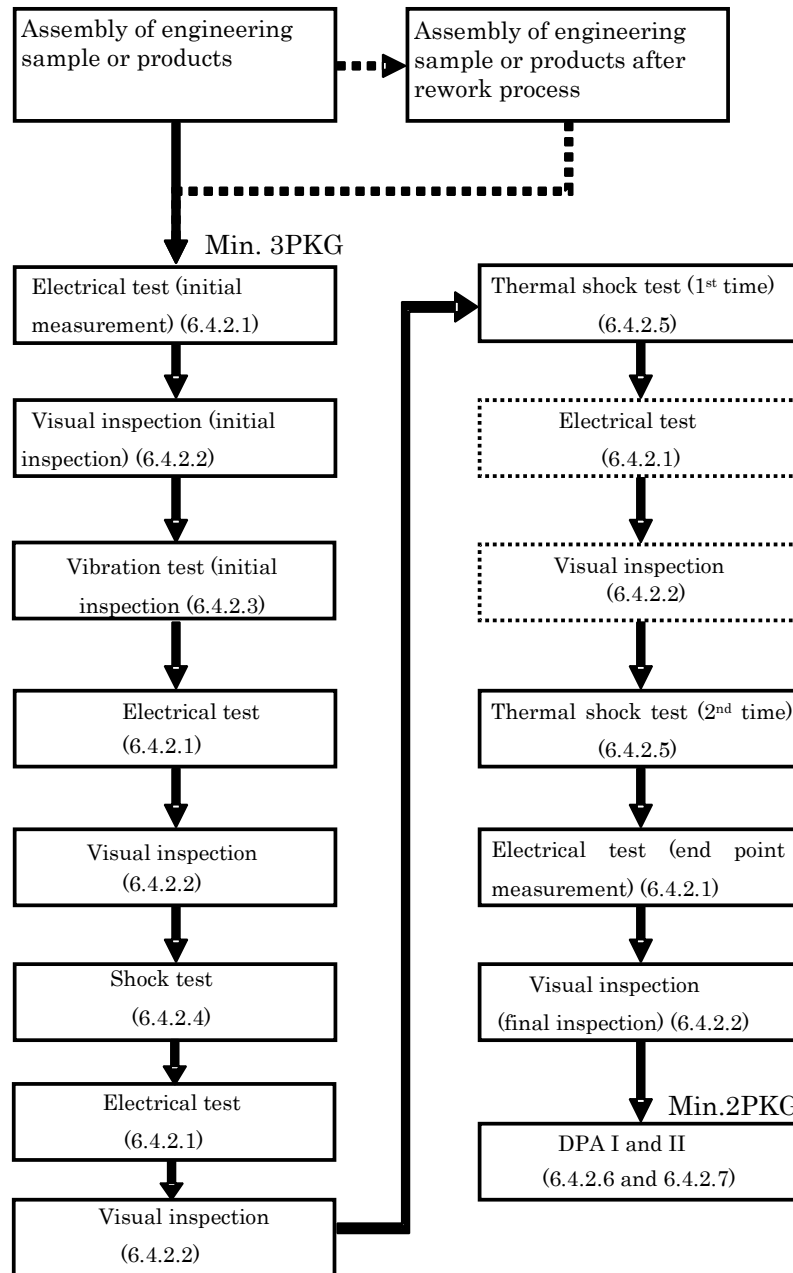 Assembly of engineering
sample or products
Assembly of engineering
sample or products after
rework process
Min. 3PKG
Electrical test (initial
measurement) (6.4.2.1)
Visual inspection (initial
inspection) (6.4.2.2)
Vibration test (initial
inspection (6.4.2.3)
Electrical test
(6.4.2.1)
Visual inspection
(6.4.2.2)
Shock test
(6.4.2.4)
Electrical test
(6.4.2.1)
Visual inspection
(6.4.2.2)
Thermal shock test (1st time)
(6.4.2.5)
Electrical test
(6.4.2.1)
Visual inspection
(6.4.2.2)
Thermal shock test (2nd time)
(6.4.2.5)
Electrical test (end point
measurement) (6.4.2.1)
Visual inspection
(final inspection) (6.4.2.2)
Min.2PKG
DPA I and II
(6.4.2.6 and 6.4.2.7)